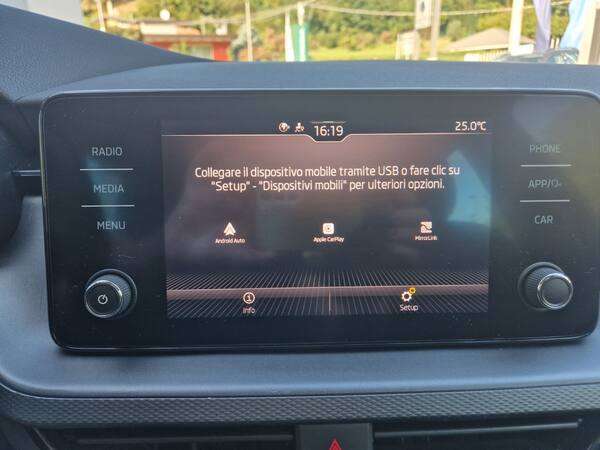 16:19
25.0°C
RADIO
MEDIA
MENU
PHONE
APP/
CAR
Collegare il dispositivo mobile tramite USB o fare clic su
"Setup" - "Dispositivi mobili" per ulteriori opzioni.
Android Auto
Apple CarPlay
MirrorLink
Info
Setup